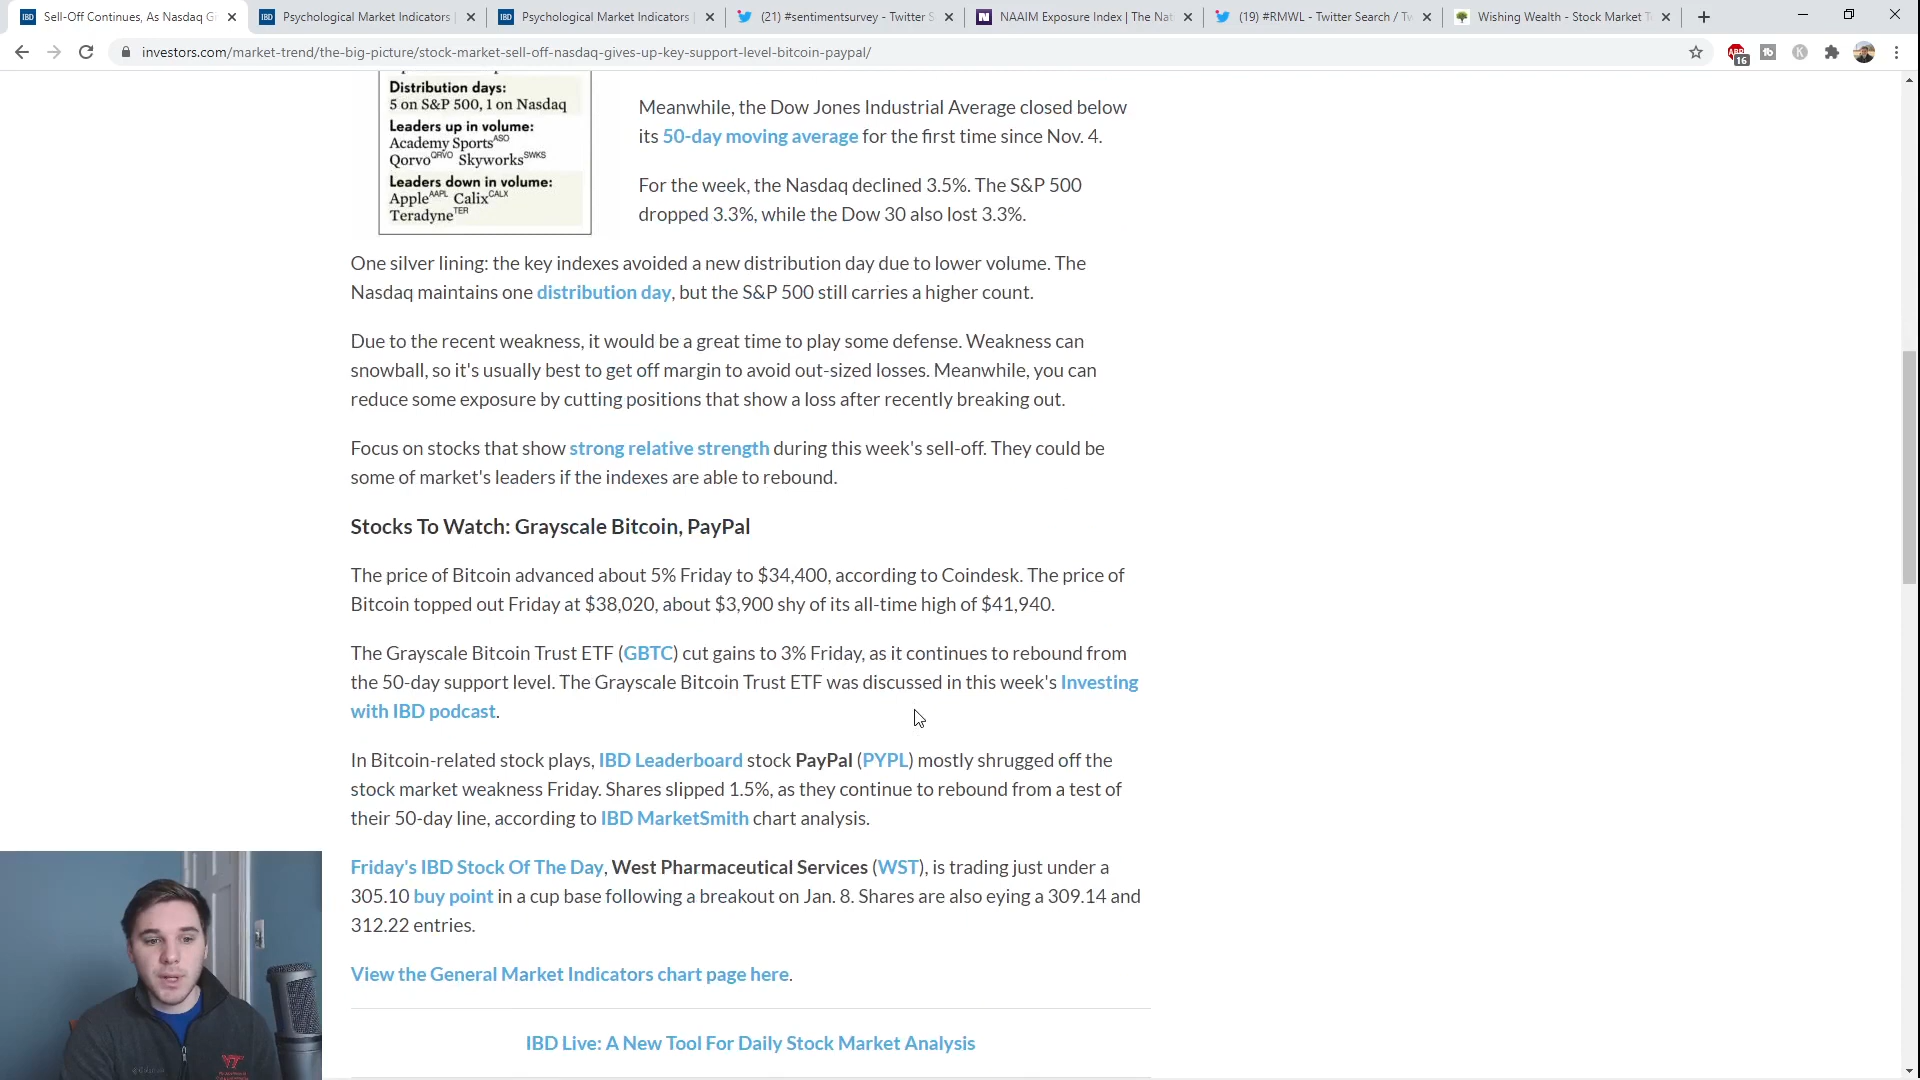 Sell-Off Continues, As Nasdaq G
Psychological Market Indicators
Psychological Market Indicators
(21) #sentimentsurvey - Twitter S
NAAIM Exposure Index | The Nat
(19) #RMWL - Twitter Search / Tw
Wishing Wealth - Stock Market T
investors.com/market-trend/the-big-picture/stock-market-sell-off-nasdaq-gives-up-key-support-level-bitcoin-paypal/
16
Distribution days:
5 on S&P 500, 1 on Nasdaq
Leaders up in volume:
Academy Sports ASO
Qorvo QRVO Skyworks SWKS
Leaders down in volume:
Apple AAPL Calix CALX
Teradyne TER
Meanwhile, the Dow Jones Industrial Average closed below
its 50-day moving average for the first time since Nov. 4.
For the week, the Nasdaq declined 3.5%. The S&P 500
dropped 3.3%, while the Dow 30 also lost 3.3%.
One silver lining: the key indexes avoided a new distribution day due to lower volume. The
Nasdaq maintains one distribution day, but the S&P 500 still carries a higher count.
Due to the recent weakness, it would be a great time to play some defense. Weakness can
snowball, so it's usually best to get off margin to avoid out-sized losses. Meanwhile, you can
reduce some exposure by cutting positions that show a loss after recently breaking out.
Focus on stocks that show strong relative strength during this week's sell-off. They could be
some of market's leaders if the indexes are able to rebound.
Stocks To Watch: Grayscale Bitcoin, PayPal
The price of Bitcoin advanced about 5% Friday to $34,400, according to Coindesk. The price of
Bitcoin topped out Friday at $38,020, about $3,900 shy of its all-time high of $41,940.
The Grayscale Bitcoin Trust ETF (GBTC) cut gains to 3% Friday, as it continues to rebound from
the 50-day support level. The Grayscale Bitcoin Trust ETF was discussed in this week's Investing
with IBD podcast.
In Bitcoin-related stock plays, IBD Leaderboard stock PayPal (PYPL) mostly shrugged off the
stock market weakness Friday. Shares slipped 1.5%, as they continue to rebound from a test of
their 50-day line, according to IBD MarketSmith chart analysis.
Friday's IBD Stock Of The Day, West Pharmaceutical Services (WST), is trading just under a
305.10 buy point in a cup base following a breakout on Jan. 8. Shares are also eying a 309.14 and
312.22 entries.
View the General Market Indicators chart page here.
IBD Live: A New Tool For Daily Stock Market Analysis